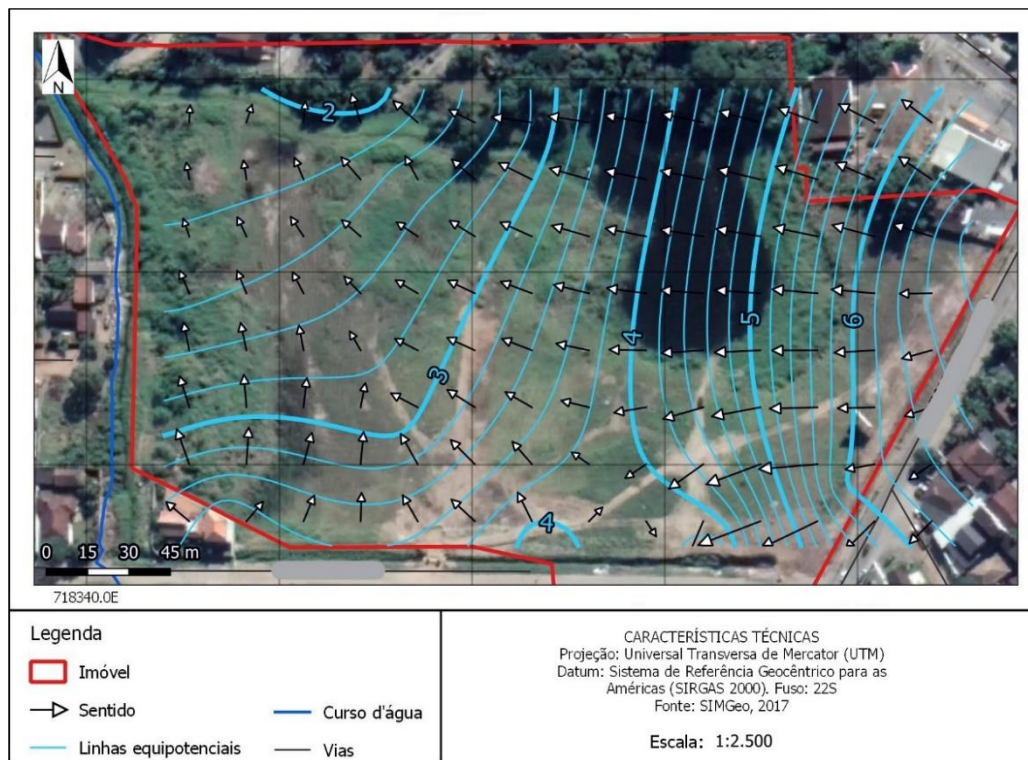 N
2
3
4
5
6
4
0 15 30 45 m
718340.0E
Legenda
Imóvel
Sentido
Linhas equipotenciais
Curso d'água
Vias
CARACTERÍSTICAS TÉCNICAS
Projeção: Universal Transversa de Mercator (UTM)
Datum: Sistema de Referência Geocêntrico para as
Américas (SIRGAS 2000). Fuso: 22S
Fonte: SIMGeo, 2017
Escala: 1:2.500